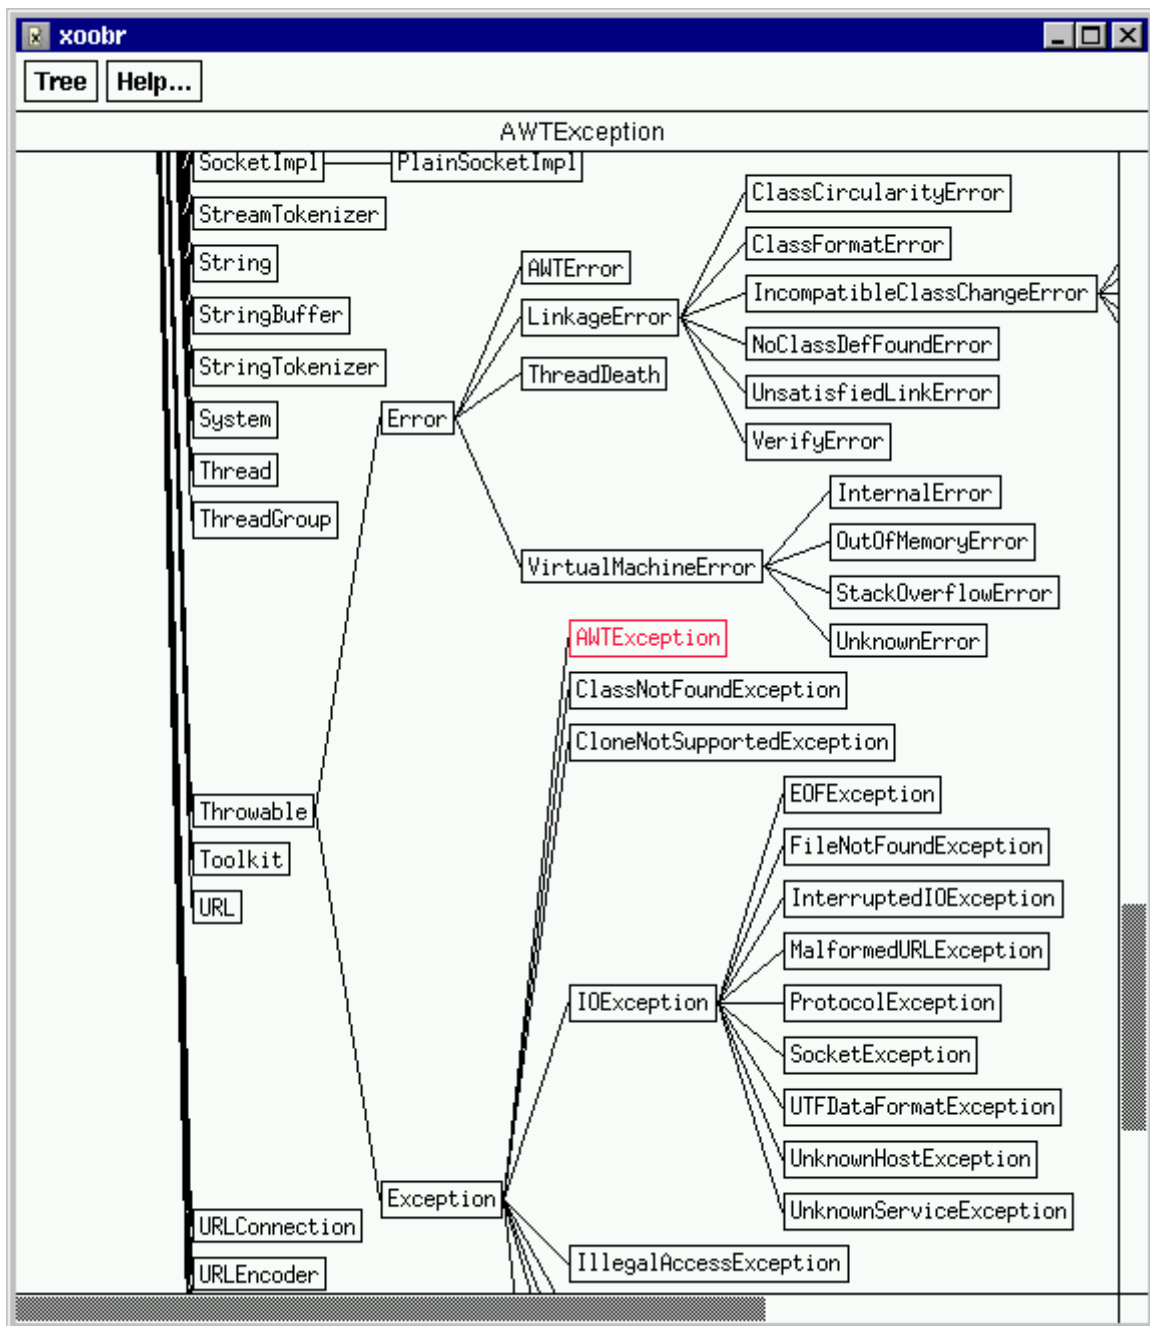 xoobr
Tree Help...
AWTException
SocketImpl PlainSocketImpl
ClassCircularityError
StreamTokenizer
ClassFormatError
String
AWTError
IncompatibleClassChangeError
StringBuffer
LinkageError
NoClassDefFoundError
StringTokenizer
ThreadDeath
UnsatisfiedLinkError
System
Error
VerifyError
Thread
InternalError
ThreadGroup
OutOfMemoryError
VirtualMachineError
StackOverflowError
AWTException
UnknownError
ClassNotFoundException
CloneNotSupportedException
EOFException
Throwable
FileNotFoundException
Toolkit
InterruptedIOException
URL
MalformedURLException
IOException
ProtocolException
SocketException
UTFDataFormatException
UnknownHostException
Exception
UnknownServiceException
URLConnection
IllegalAccessException
URLEncoder